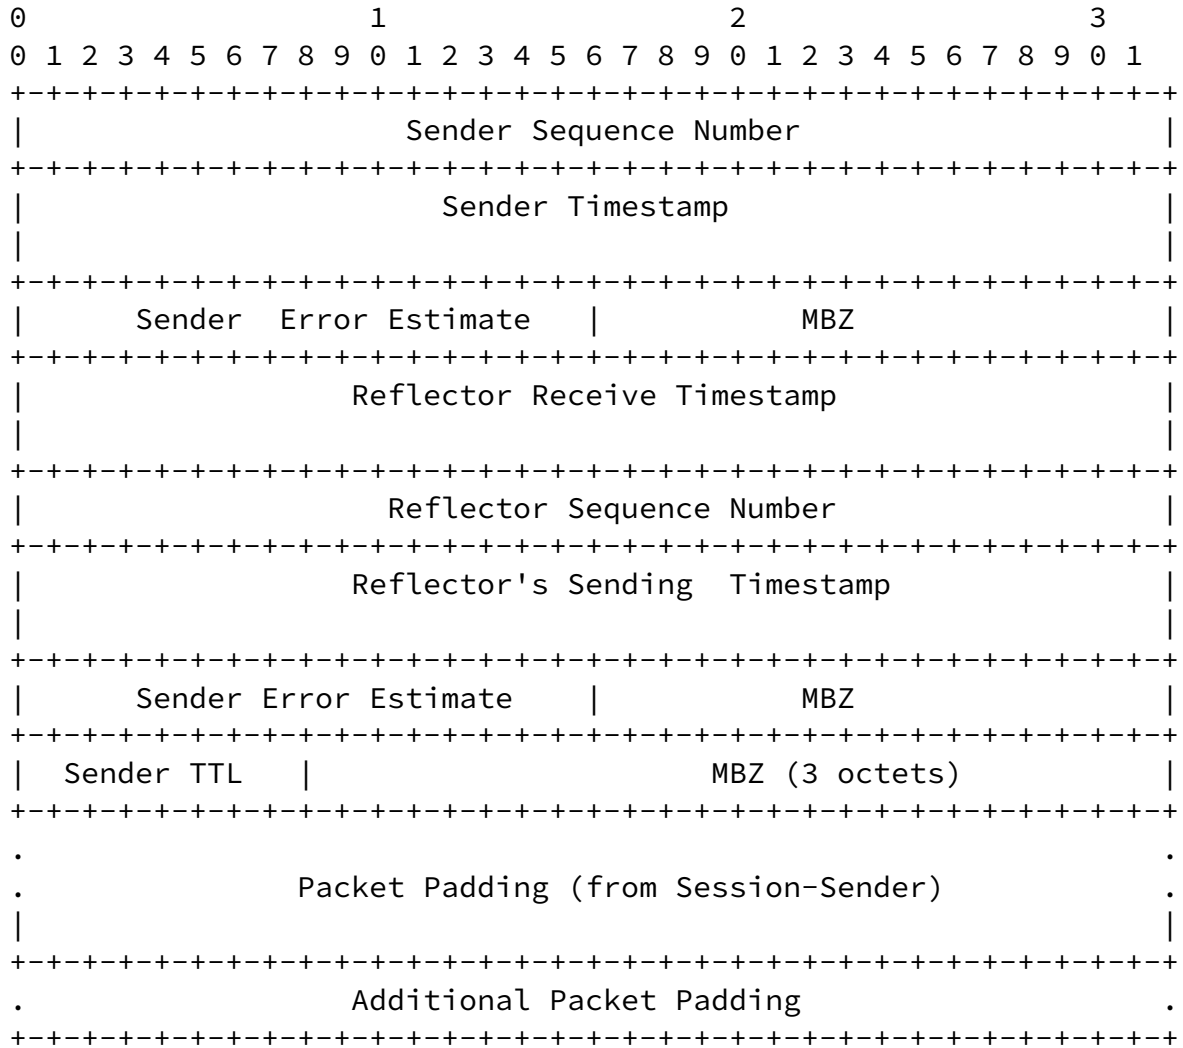 0                   1                   2                   3
0 1 2 3 4 5 6 7 8 9 0 1 2 3 4 5 6 7 8 9 0 1 2 3 4 5 6 7 8 9 0 1
+-+-+-+-+-+-+-+-+-+-+-+-+-+-+-+-+-+-+-+-+-+-+-+-+-+-+-+-+-+-+-+-+
|                     Sender Sequence Number                    |
+-+-+-+-+-+-+-+-+-+-+-+-+-+-+-+-+-+-+-+-+-+-+-+-+-+-+-+-+-+-+-+-+
|                       Sender Timestamp                        |
|                                                               |
+-+-+-+-+-+-+-+-+-+-+-+-+-+-+-+-+-+-+-+-+-+-+-+-+-+-+-+-+-+-+-+-+
|      Sender  Error Estimate   |           MBZ                 |
+-+-+-+-+-+-+-+-+-+-+-+-+-+-+-+-+-+-+-+-+-+-+-+-+-+-+-+-+-+-+-+-+
|                  Reflector Receive Timestamp                  |
|                                                               |
+-+-+-+-+-+-+-+-+-+-+-+-+-+-+-+-+-+-+-+-+-+-+-+-+-+-+-+-+-+-+-+-+
|                    Reflector Sequence Number                  |
+-+-+-+-+-+-+-+-+-+-+-+-+-+-+-+-+-+-+-+-+-+-+-+-+-+-+-+-+-+-+-+-+
|                  Reflector's Sending  Timestamp               |
|                                                               |
+-+-+-+-+-+-+-+-+-+-+-+-+-+-+-+-+-+-+-+-+-+-+-+-+-+-+-+-+-+-+-+-+
|      Sender Error Estimate    |           MBZ                 |
+-+-+-+-+-+-+-+-+-+-+-+-+-+-+-+-+-+-+-+-+-+-+-+-+-+-+-+-+-+-+-+-+
|  Sender TTL   |                      MBZ (3 octets)           |
+-+-+-+-+-+-+-+-+-+-+-+-+-+-+-+-+-+-+-+-+-+-+-+-+-+-+-+-+-+-+-+-+
.                                                               .
.               Packet Padding (from Session-Sender)            .
|                                                               |
+-+-+-+-+-+-+-+-+-+-+-+-+-+-+-+-+-+-+-+-+-+-+-+-+-+-+-+-+-+-+-+-+
.                  Additional Packet Padding                    .
+-+-+-+-+-+-+-+-+-+-+-+-+-+-+-+-+-+-+-+-+-+-+-+-+-+-+-+-+-+-+-+-+